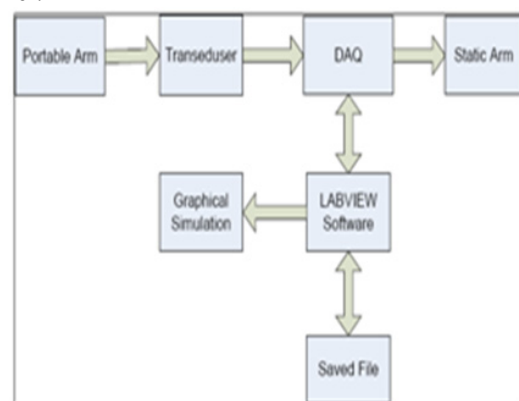 Portable Arm
Transeduser
DAQ
Static Arm
Graphical
Simulation
LABVIEW
Software
Saved File